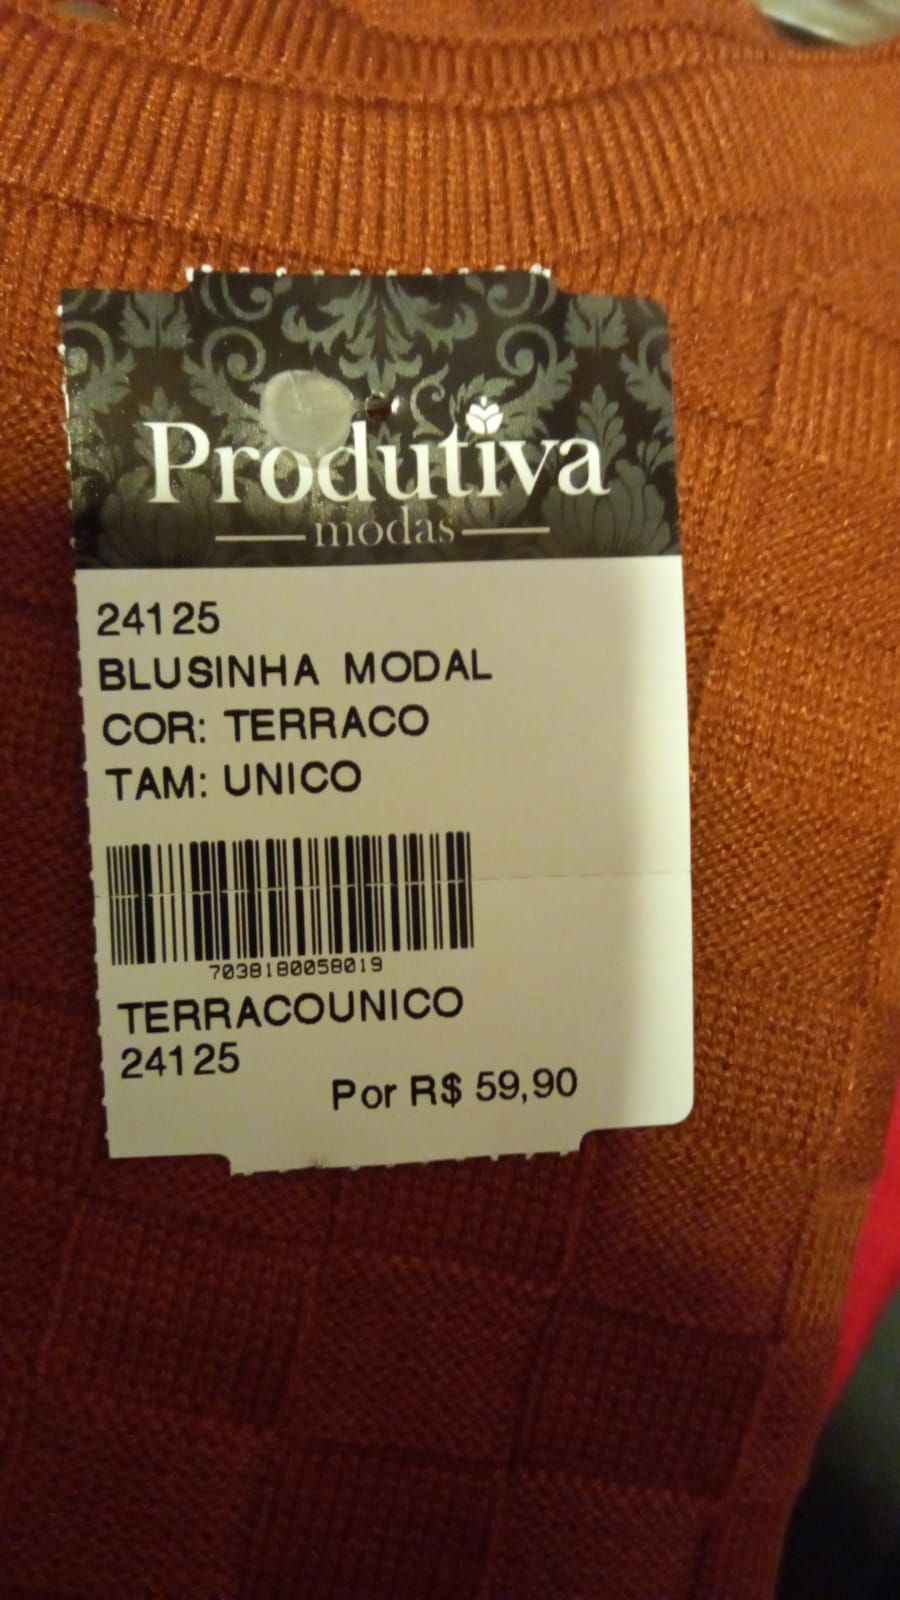 Produtiva
modas
24125
BLUSINHA MODAL
COR: TERRACO
TAM: UNICO
7038180058019
TERRACOUNICO
24125
Por R$ 59,90